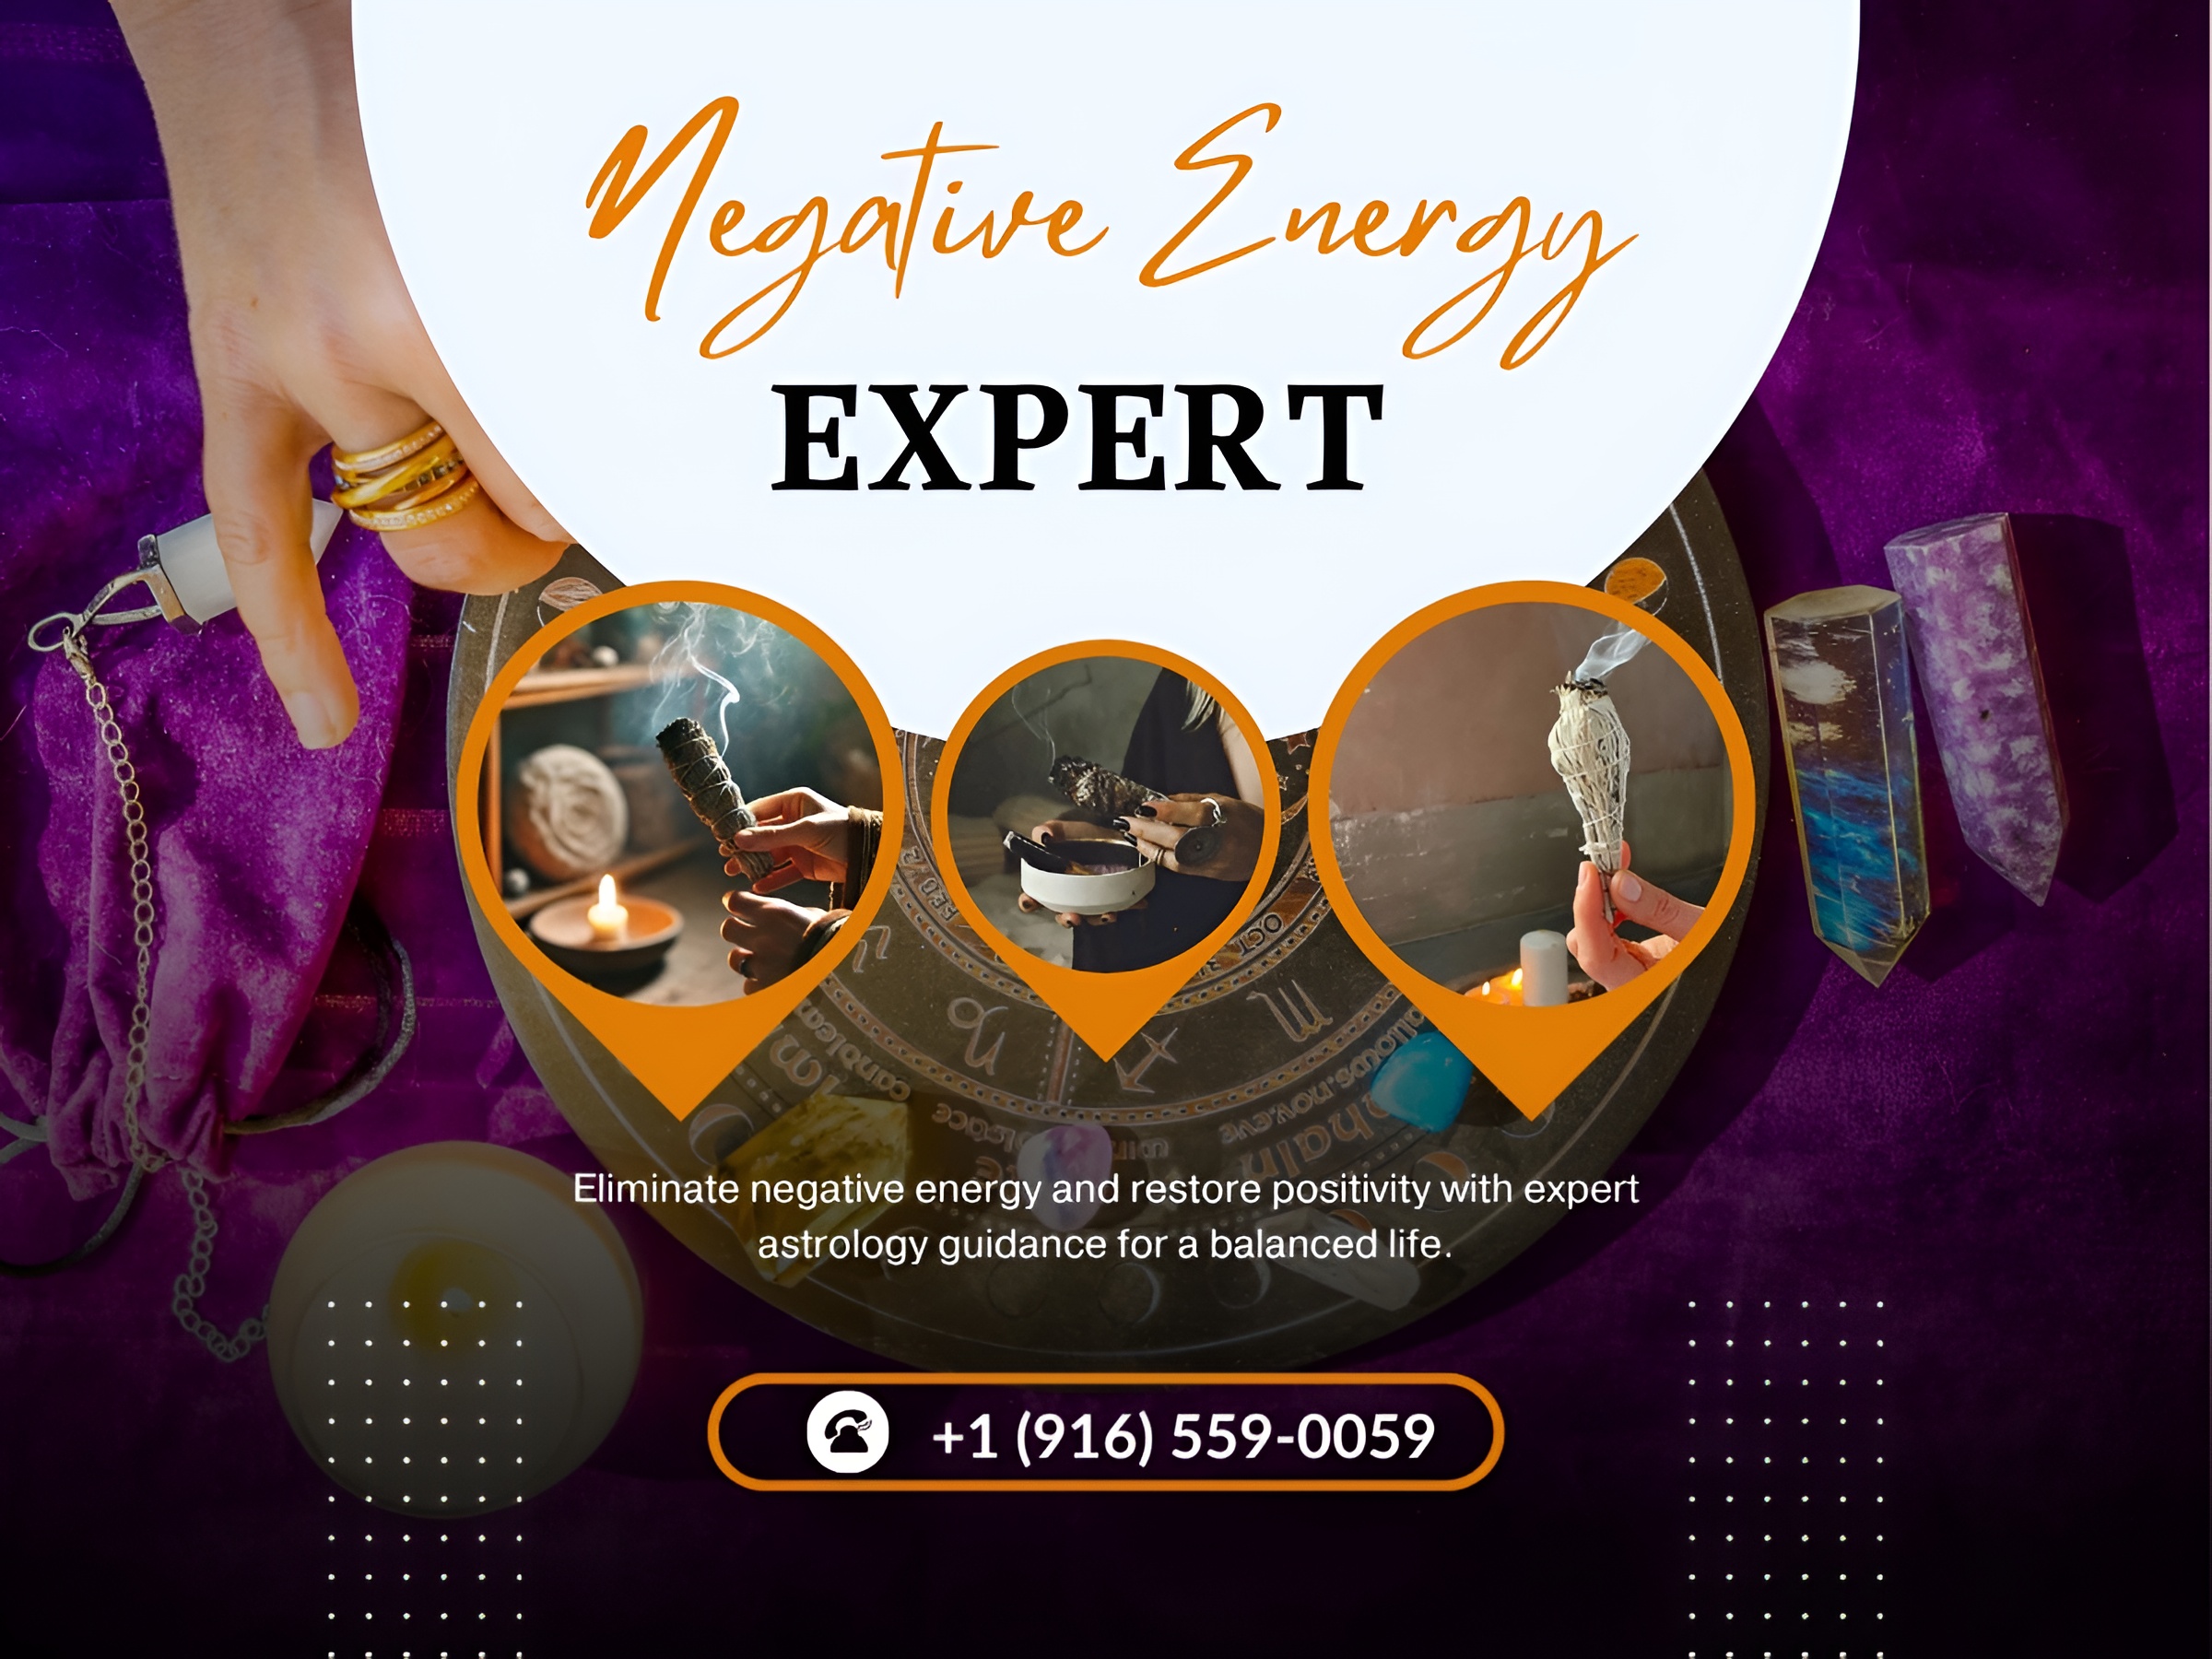 Negative Energy
EXPERT
Eliminate negative energy and restore positivity with expert
astrology guidance for a balanced life.
+1 (916) 559-0059